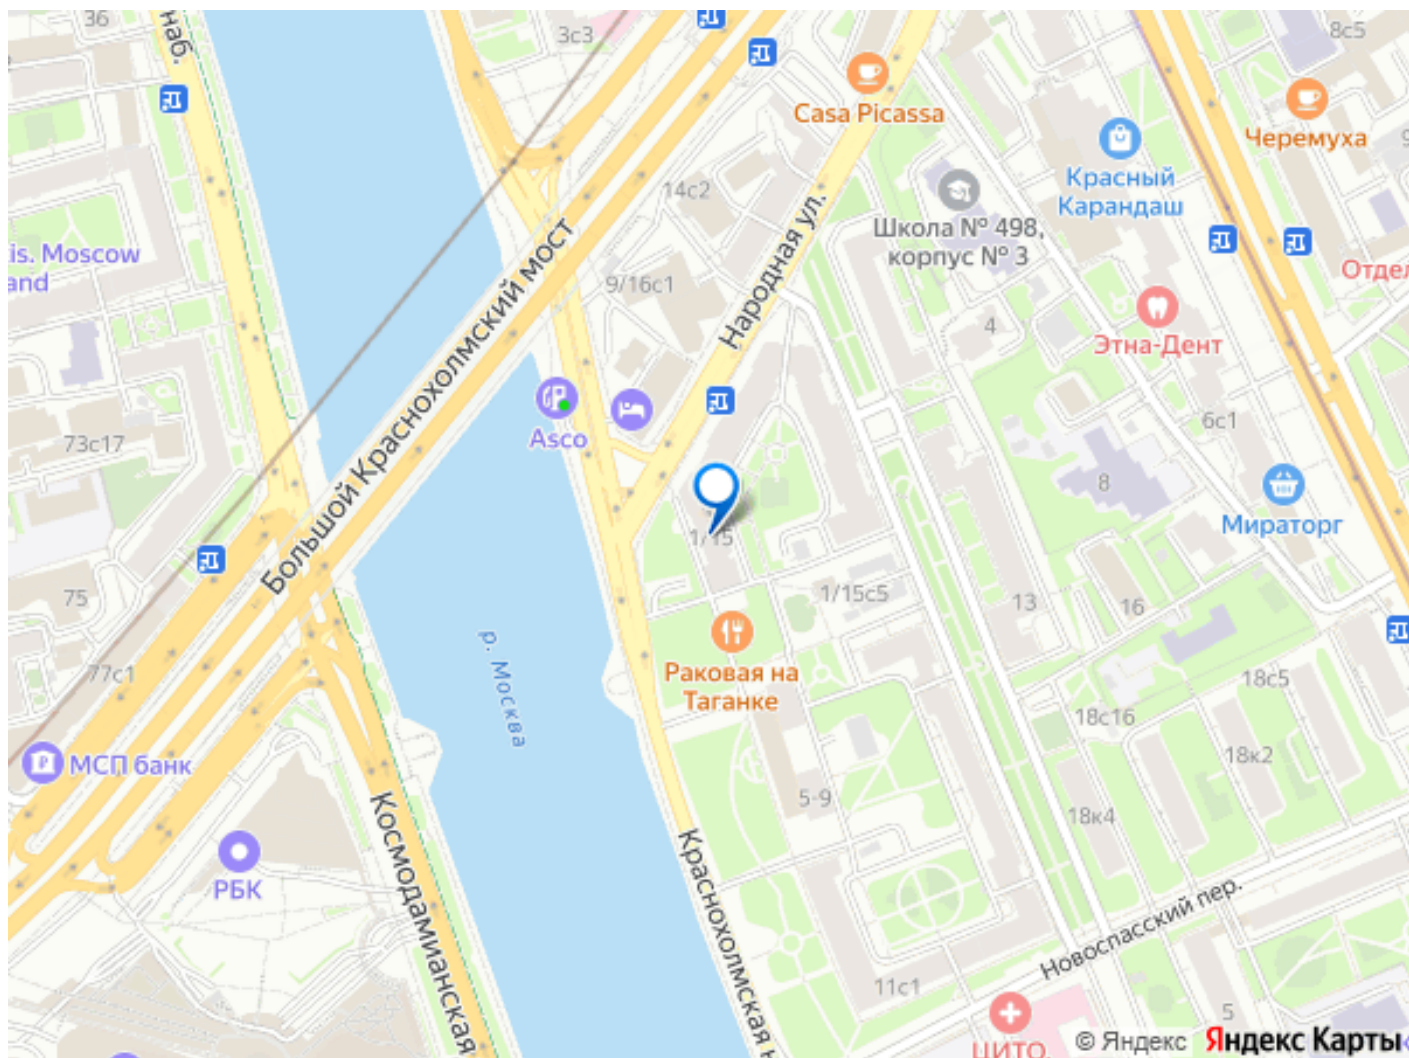 36
наб.
3с3
8с5
Casa Picassa
Черемуха
9
14с2
Красный
Карандаш
Школа № 498,
корпус № 3
is. Moscow
and
Большой Краснохолмский мост
Народная ул.
9/16с1
Отдел
4
Этна-Дент
Asco
73с17
6с1
8
Мираторг
1/15
75
1/15с5
13
16
р. Москва
77с1
Раковая на
Таганке
18с5
18с16
18к2
МСП банк
5-9
18к4
РБК
Космодамианская
Краснохолмская н
Новоспасский пер.
11с1
5
ЦИТО,
© Яндекс Яндекс Карты